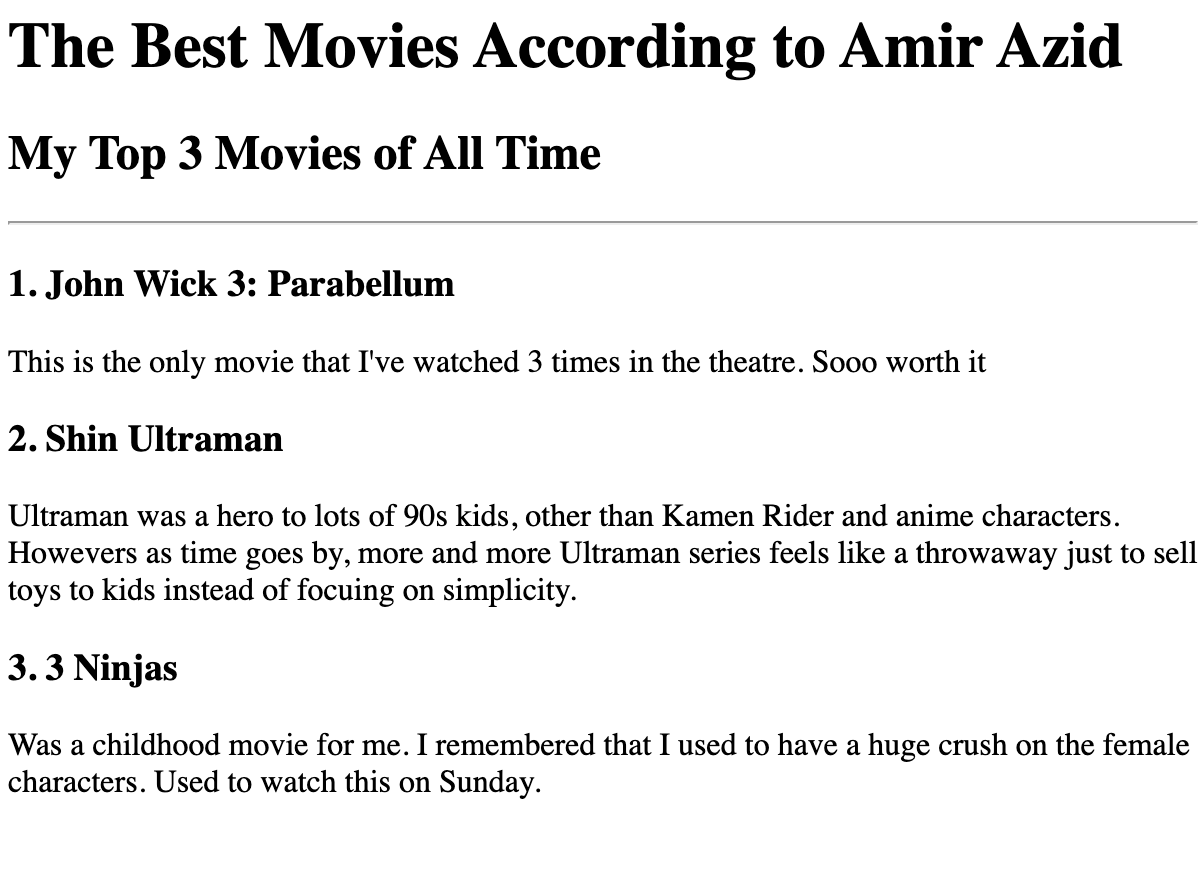 The Best Movies According to Amir Azid
My Top 3 Movies of All Time
1. John Wick 3: Parabellum
This is the only movie that I've watched 3 times in the theatre. Sooo worth it
2. Shin Ultraman
Ultraman was a hero to lots of 90s kids, other than Kamen Rider and anime characters.
Howevers as time goes by, more and more Ultraman series feels like a throwaway just to sell
toys to kids instead of focuing on simplicity.
3. 3 Ninjas
Was a childhood movie for me. I remembered that I used to have a huge crush on the female
characters. Used to watch this on Sunday.